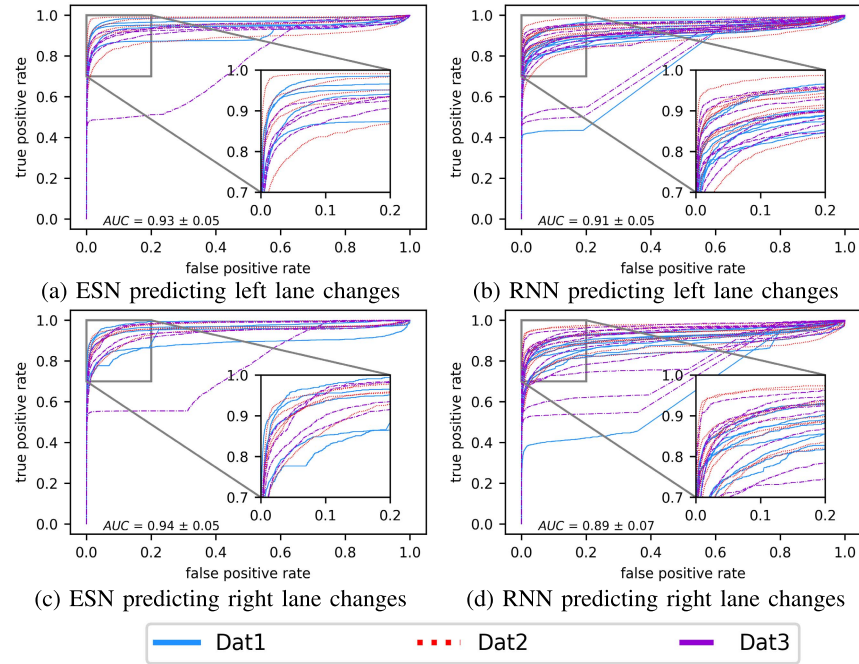 1.0
0.8
0.6
0.4
0.2
0.0
true positive rate
1.0
0.9
0.8
0.7
0.0 0.1 0.2
AUC = 0.93 ± 0.05
0.0 0.2 0.4 0.6 0.8 1.0
false positive rate
(a) ESN predicting left lane changes
1.0
0.8
0.6
0.4
0.2
0.0
true positive rate
1.0
0.9
0.8
0.7
0.0 0.1 0.2
AUC = 0.91 ± 0.05
0.0 0.2 0.4 0.6 0.8 1.0
false positive rate
(b) RNN predicting left lane changes
1.0
0.8
0.6
0.4
0.2
0.0
true positive rate
1.0
0.9
0.8
0.7
0.0 0.1 0.2
AUC = 0.94 ± 0.05
0.0 0.2 0.4 0.6 0.8 1.0
false positive rate
(c) ESN predicting right lane changes
1.0
0.8
0.6
0.4
0.2
0.0
true positive rate
1.0
0.9
0.8
0.7
0.0 0.1 0.2
AUC = 0.89 ± 0.07
0.0 0.2 0.4 0.6 0.8 1.0
false positive rate
(d) RNN predicting right lane changes
Dat1 Dat2 Dat3